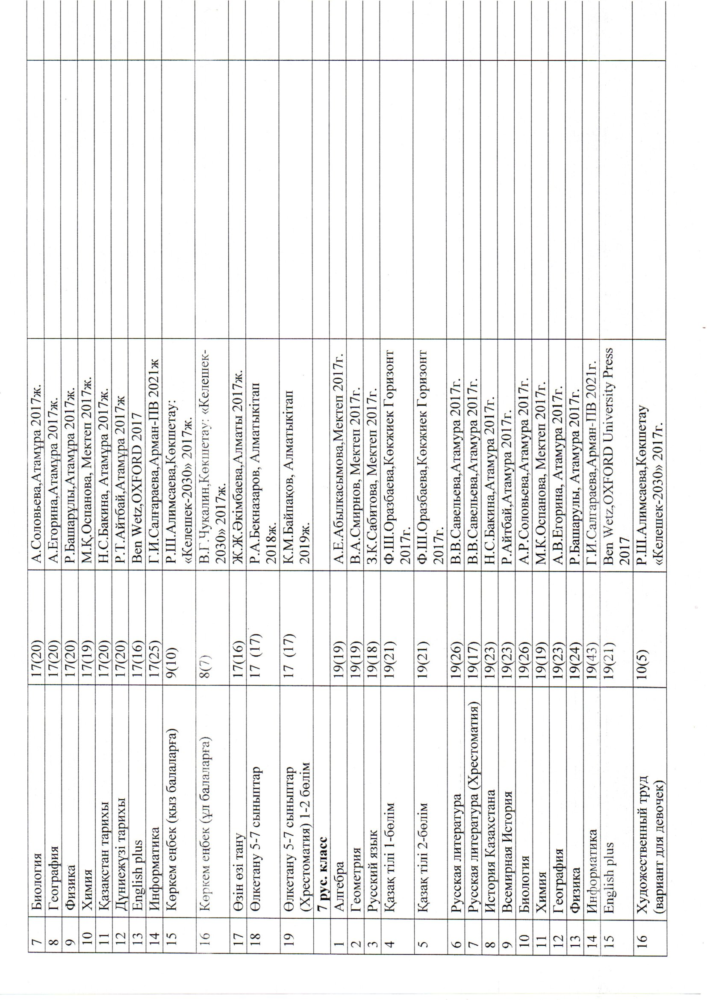 7 Биология 17(20) А.Соловьева,Атамұра 2017ж.
8 География 17(20) А.Егорина,Атамұра 2017ж.
9 Физика 17(20) Р.Башарұлы,Атамұра 2017ж.
10 Химия 17(19) М.Қ.Оспанова, Мектеп 2017ж.
11 Қазақстан тарихы 17(20) Н.С.Бакина, Атамұра 2017ж.
12 Дүниежүзі тарихы 17(20) Р.Т.Айтбай,Атамұра 2017ж
13 English plus 17(16) Ben Wetz,OXFORD 2017
14 Информатика 17(25) Г.И.Салғараева,Арман-ПВ 2021ж
15 Көркем еңбек (қыз балаларға) 9(10) Р.Ш.Алимсаева,Көкшетау:
«Келешек-2030» 2017ж.
16 Көркем еңбек (ұл балаларға) 8(7) В.Г.Чукалин,Көкшетау: «Келешек-
2030» 2017ж.
17 Өзін өзі тану 17(16) Ж.Ж.Әкімбаева,Алматы 2017ж.
18 Өлкетану 5-7 сыныптар 17 (17) Р.А.Бекназаров, Алматыкітап
2018ж.
19 Өлкетану 5-7 сыныптар 17 (17) К.М.Байпақов, Алматыкітап
(Хрестоматия) 1-2 бөлім 2019ж.
7 рус. класс
1 Алгебра 19(19) А.Е.Абылкасымова,Мектеп 2017г.
2 Геометрия 19(19) В.А.Смирнов, Мектеп 2017г.
3 Русский язык 19(18) З.К.Сабитова, Мектеп 2017г.
4 Қазақ тілі 1-бөлім 19(21) Ф.Ш.Оразбаева,Көкжиек Горизонт
2017г.
5 Қазақ тілі 2-бөлім 19(21) Ф.Ш.Оразбаева,Көкжиек Горизонт
2017г.
6 Русская литература 19(26) В.В.Савельева,Атамура 2017г.
7 Русская литература (Хрестоматия) 19(17) В.В.Савельева,Атамура 2017г.
8 История Казахстана 19(23) Н.С.Бакина,Атамура 2017г.
9 Всемирная История 19(23) Р.Айтбай,Атамура 2017г.
10 Биология 19(26) А.Р.Соловьева,Атамура 2017г.
11 Химия 19(19) М.К.Оспанова, Мектеп 2017г.
12 География 19(23) А.В.Егорина, Атамура 2017г.
13 Физика 19(24) Р.Башарулы, Атамура 2017г.
14 Информатика 19(43) Г.И.Салгараева,Арман-ПВ 2021г.
15 English plus 19(21) Ben Wetz,OXFORD University Press
2017
16 Художественный труд 10(5) Р.Ш.Алимсаева,Көкшетау
(вариант для девочек) «Келешек-2030» 2017г.